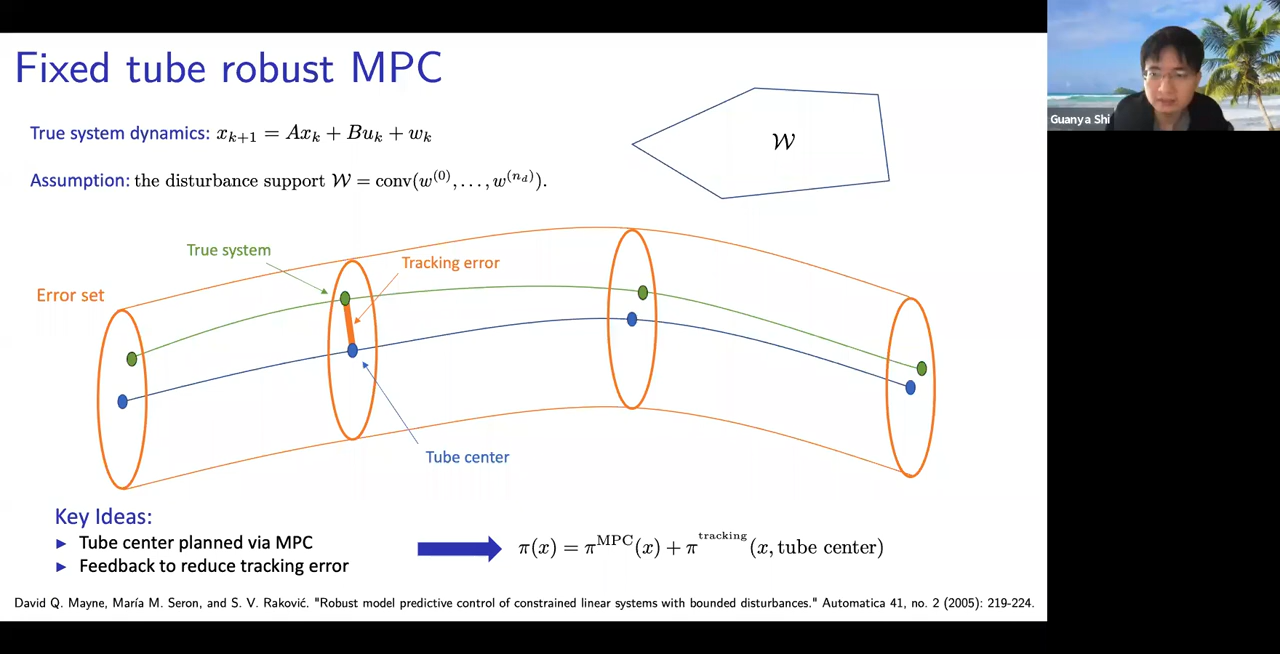 Fixed tube robust MPC
True system dynamics: x_{k+1} = Ax_k + Bu_k + w_k
Assumption: the disturbance support 𝒲 = conv(w^{(0)}, . . . , w^{(n_d)}).
𝒲
Guanya Shi
True system
Tracking error
Error set
Tube center
Key Ideas:
► Tube center planned via MPC
► Feedback to reduce tracking error
π(x) = π^{MPC}(x) + π^{tracking}(x, tube center)
David Q. Mayne, María M. Seron, and S. V. Raković. "Robust model predictive control of constrained linear systems with bounded disturbances." Automatica 41, no. 2 (2005): 219-224.